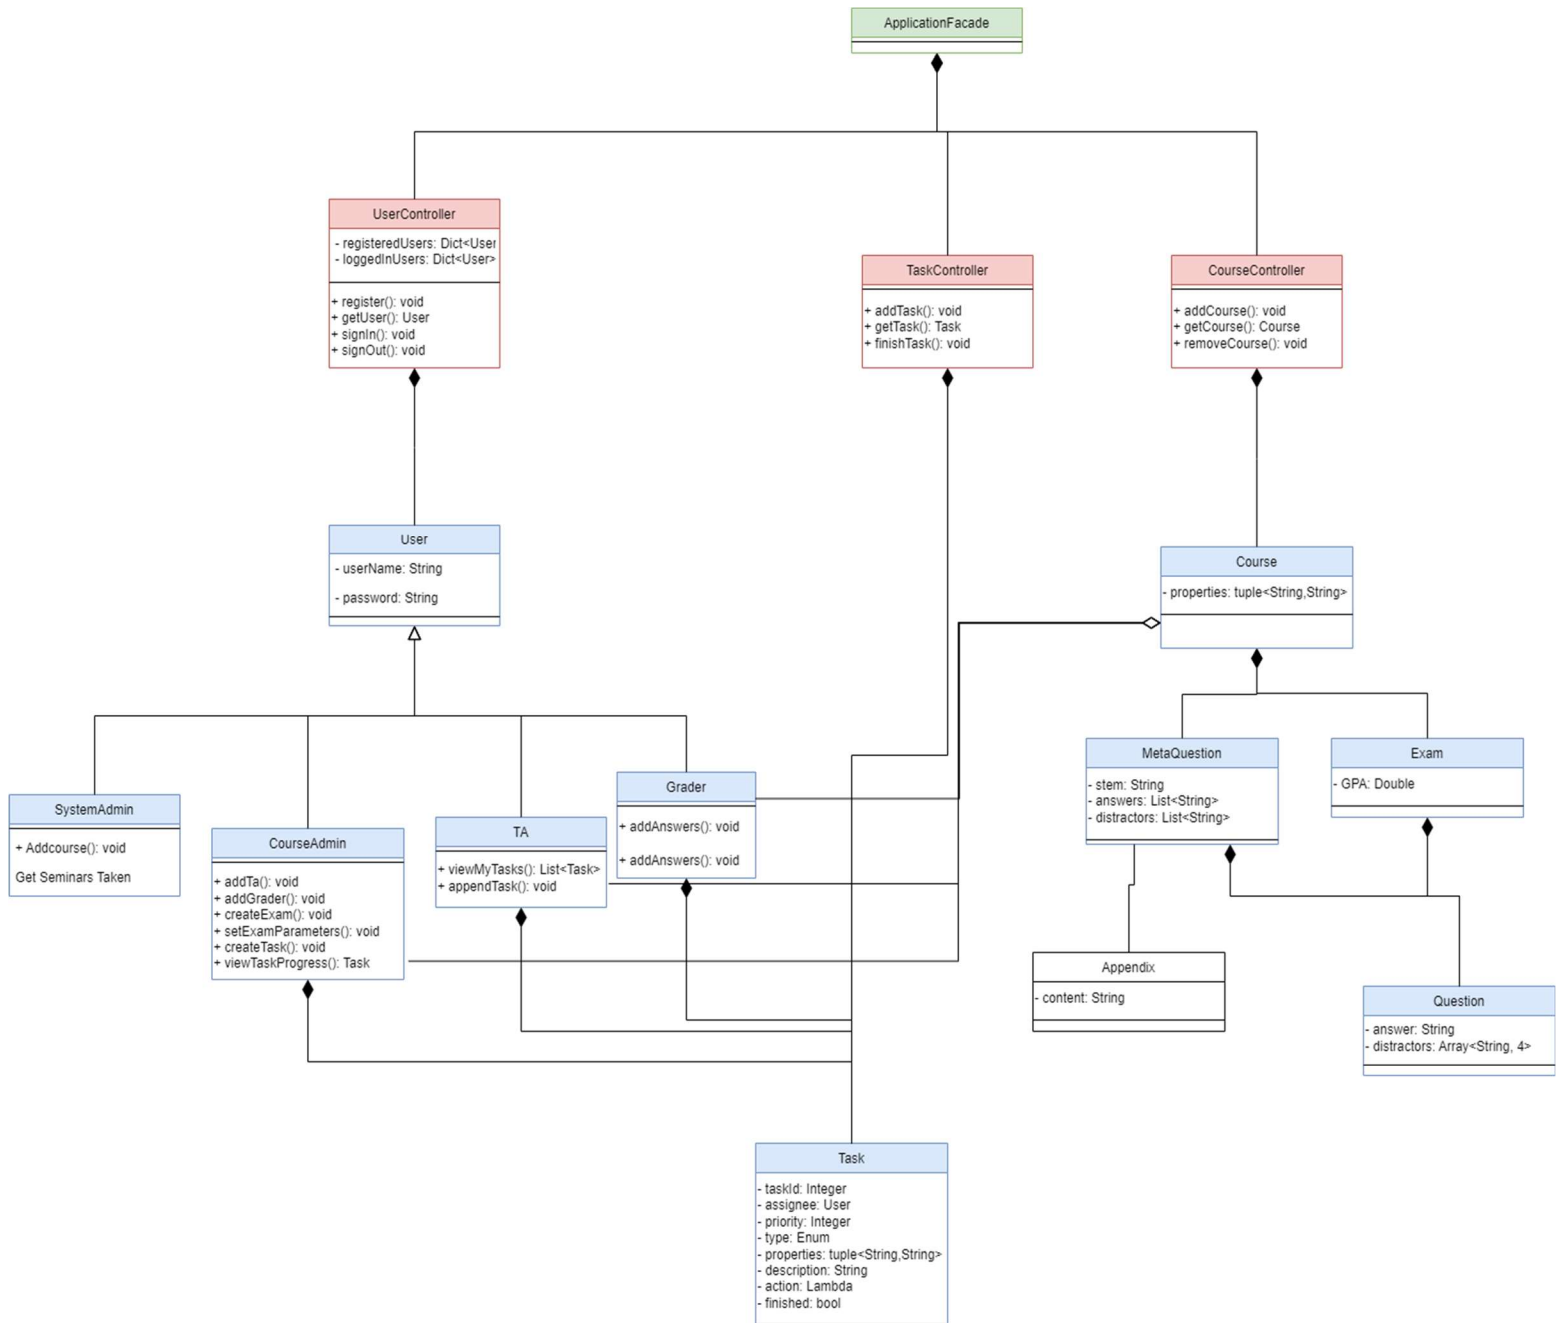 ApplicationFacade
UserController
- registeredUsers: Dict<User
- loggedInUsers: Dict<User>
+ register(): void
+ getUser(): User
+ signIn(): void
+ signOut(): void
TaskController
+ addTask(): void
+ getTask(): Task
+ finishTask(): void
CourseController
+ addCourse(): void
+ getCourse(): Course
+ removeCourse(): void
User
- userName: String
- password: String
Course
- properties: tuple<String,String>
SystemAdmin
+ Addcourse(): void
Get Seminars Taken
CourseAdmin
+ addTa(): void
+ addGrader(): void
+ createExam(): void
+ setExamParameters(): void
+ createTask(): void
+ viewTaskProgress(): Task
TA
+ viewMyTasks(): List<Task>
+ appendTask(): void
Grader
+ addAnswers(): void
+ addAnswers(): void
MetaQuestion
- stem: String
- answers: List<String>
- distractors: List<String>
Exam
- GPA: Double
Appendix
- content: String
Question
- answer: String
- distractors: Array<String, 4>
Task
- taskId: Integer
- assignee: User
- priority: Integer
- type: Enum
- properties: tuple<String,String>
- description: String
- action: Lambda
- finished: bool